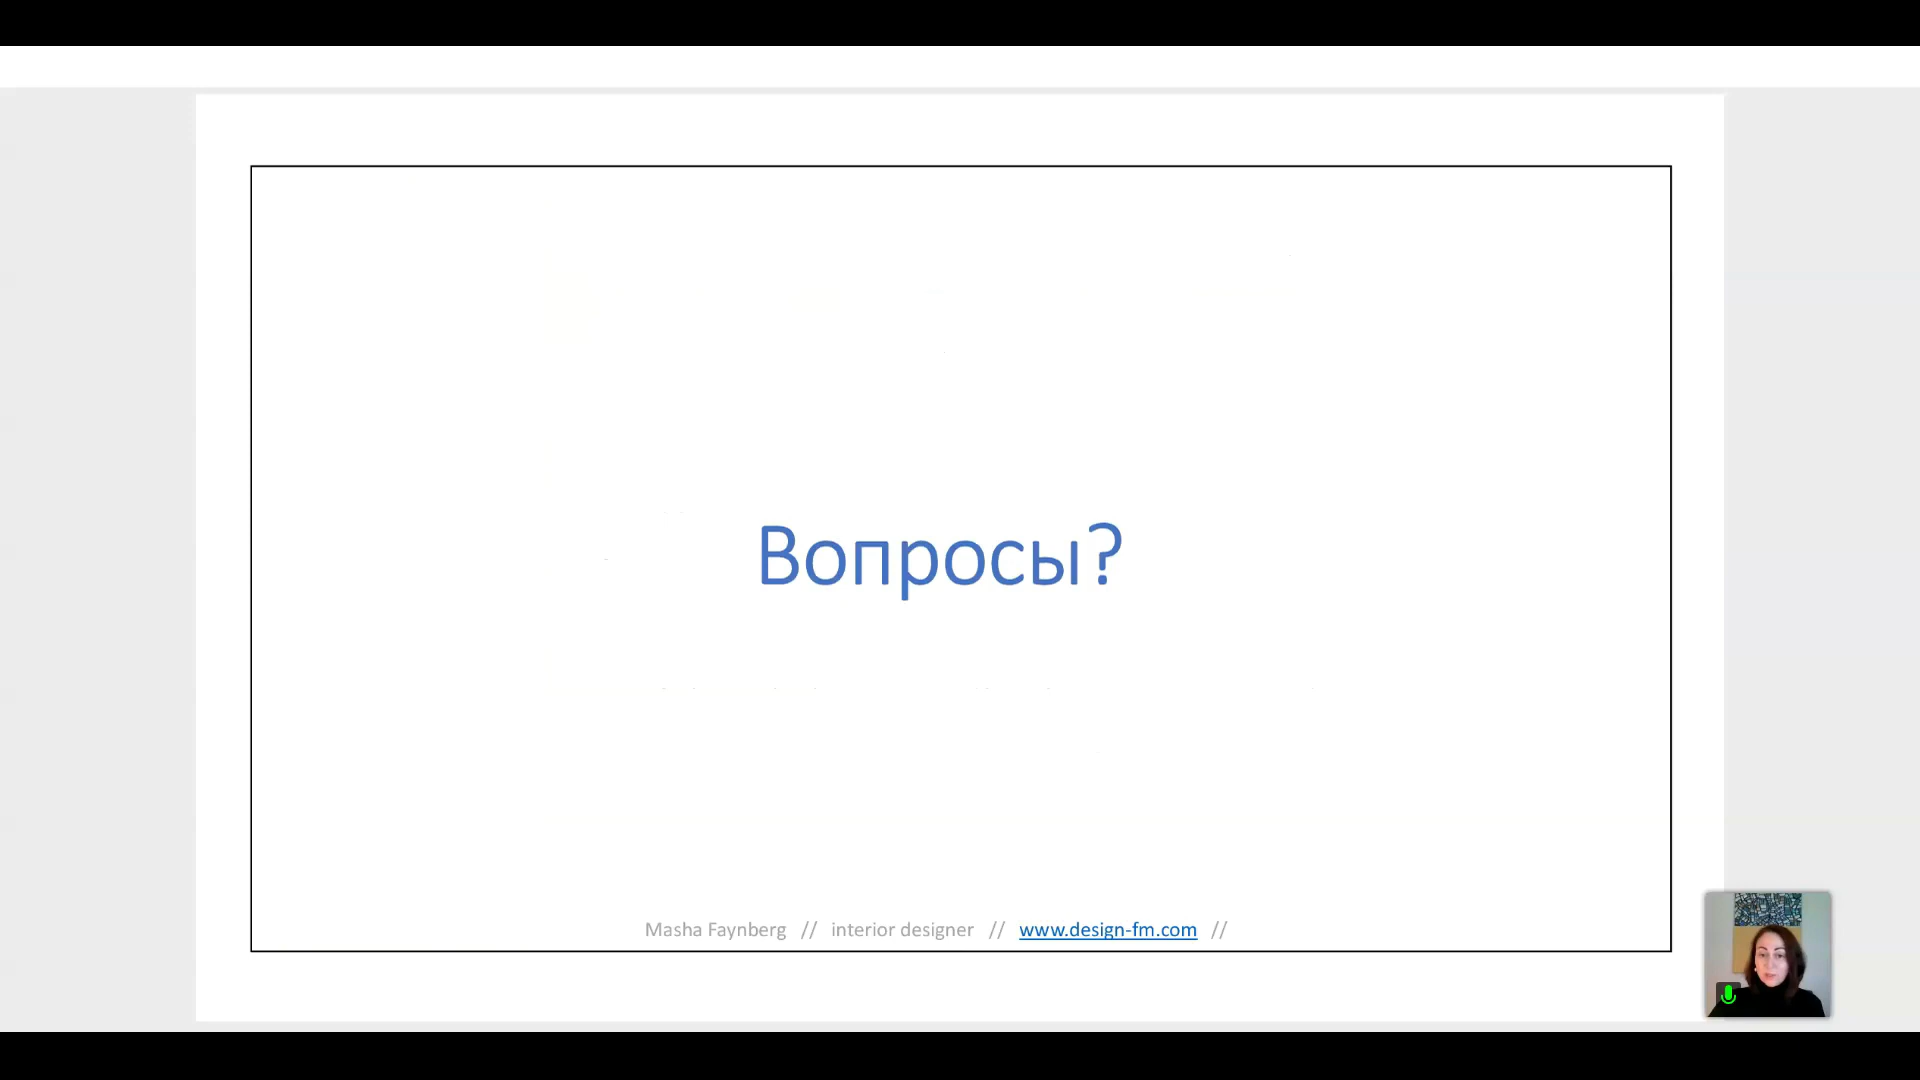 Вопросы?
Masha Faynberg // interior designer // www.design-fm.com //